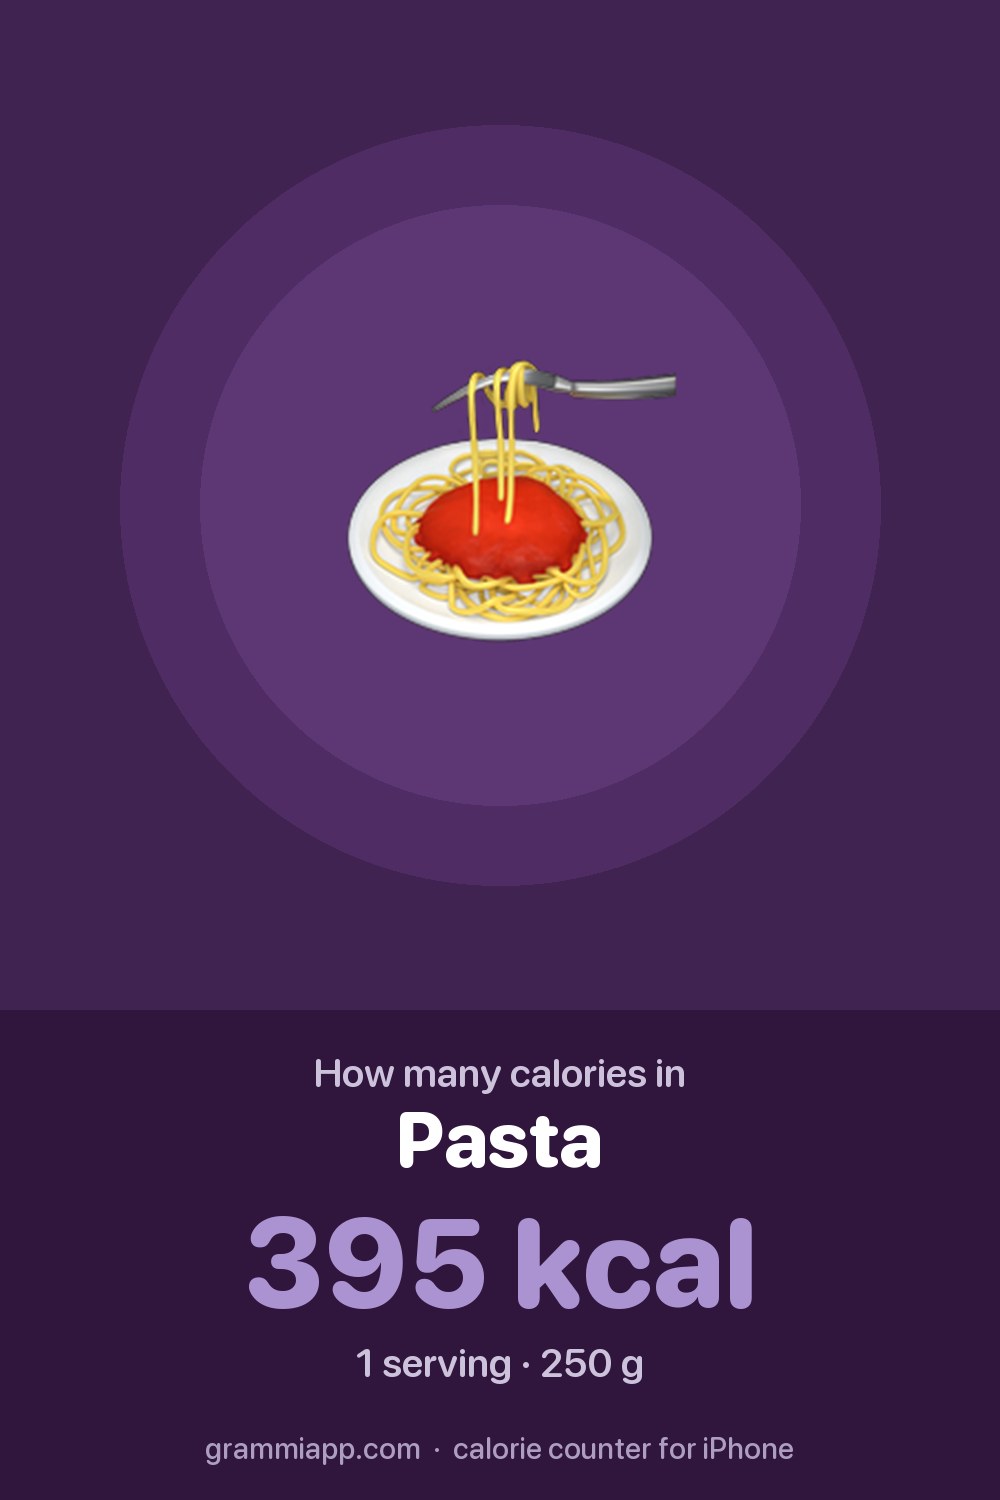 How many calories in
Pasta
395 kcal
1 serving · 250 g
grammiapp.com · calorie counter for iPhone